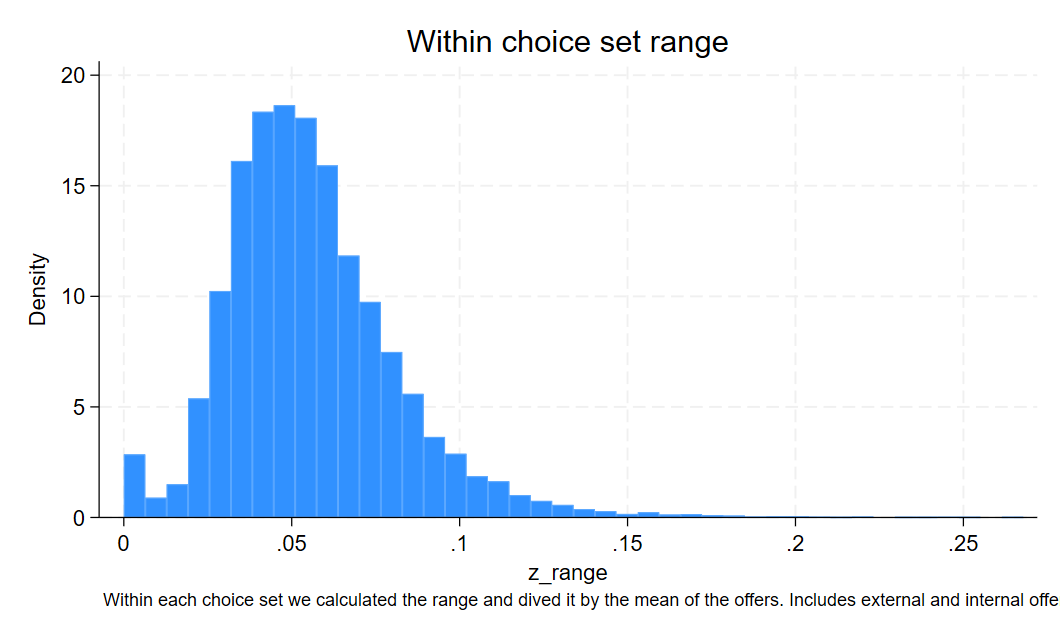 Within choice set range
20
15
10
5
0
Density
0 .05 .1 .15 .2 .25
z_range
Within each choice set we calculated the range and dived it by the mean of the offers. Includes external and internal offe